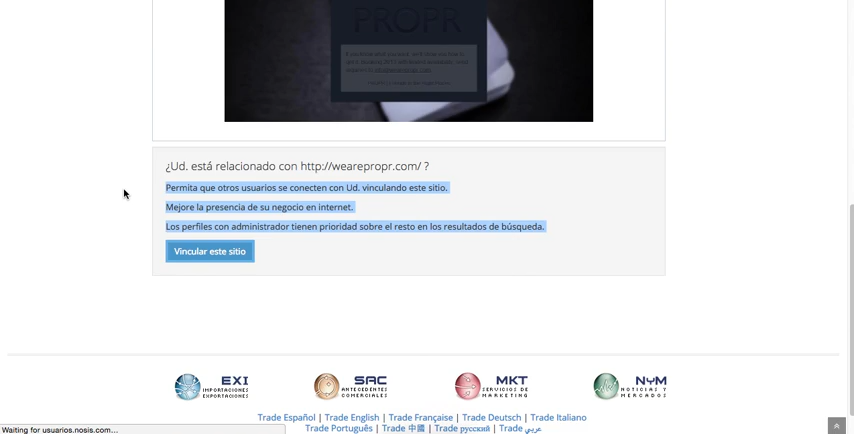 PROPR
¿Ud. está relacionado con http://wearepropr.com/ ?
Permita que otros usuarios se conecten con Ud. vinculando este sitio.
Mejore la presencia de su negocio en internet.
Los perfiles con administrador tienen prioridad sobre el resto en los resultados de búsqueda.
Vincular este sitio
EXI
IMPORTACIONES
EXPORTACIONES
SAC
ANTECEDENTES
COMERCIALES
MKT
SERVICIOS DE
MARKETING
NyM
NOTICIAS Y
MERCADOS
Trade Español | Trade English | Trade Française | Trade Deutsch | Trade Italiano
Trade Português | Trade 中國 | Trade русский | Trade عربي
Waiting for usuarios.nosis.com...